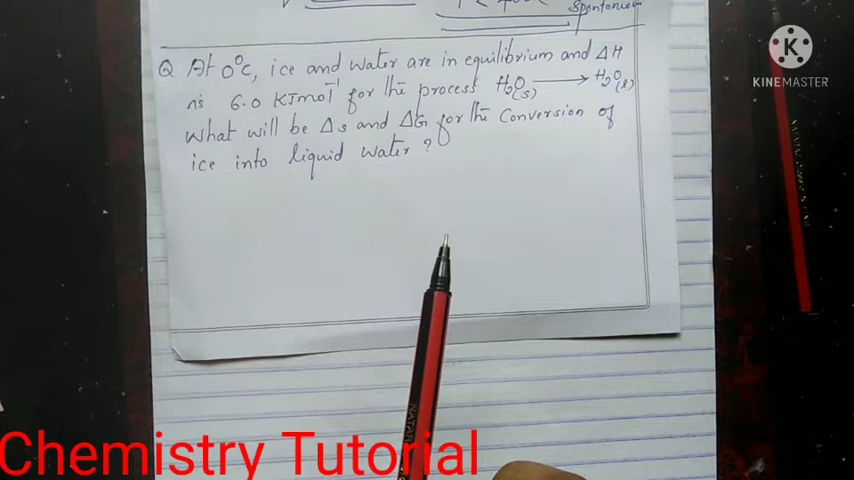 Spontaneous
Q At 0°C, ice and water are in equilibrium and ΔH
is 6.0 KJmol⁻¹ for the process H₂O(s) ⟶ H₂O(l)
What will be Δs and ΔG for the conversion of
ice into liquid water ?
K
KINEMASTER
NATARAJ
Chemistry Tutorial